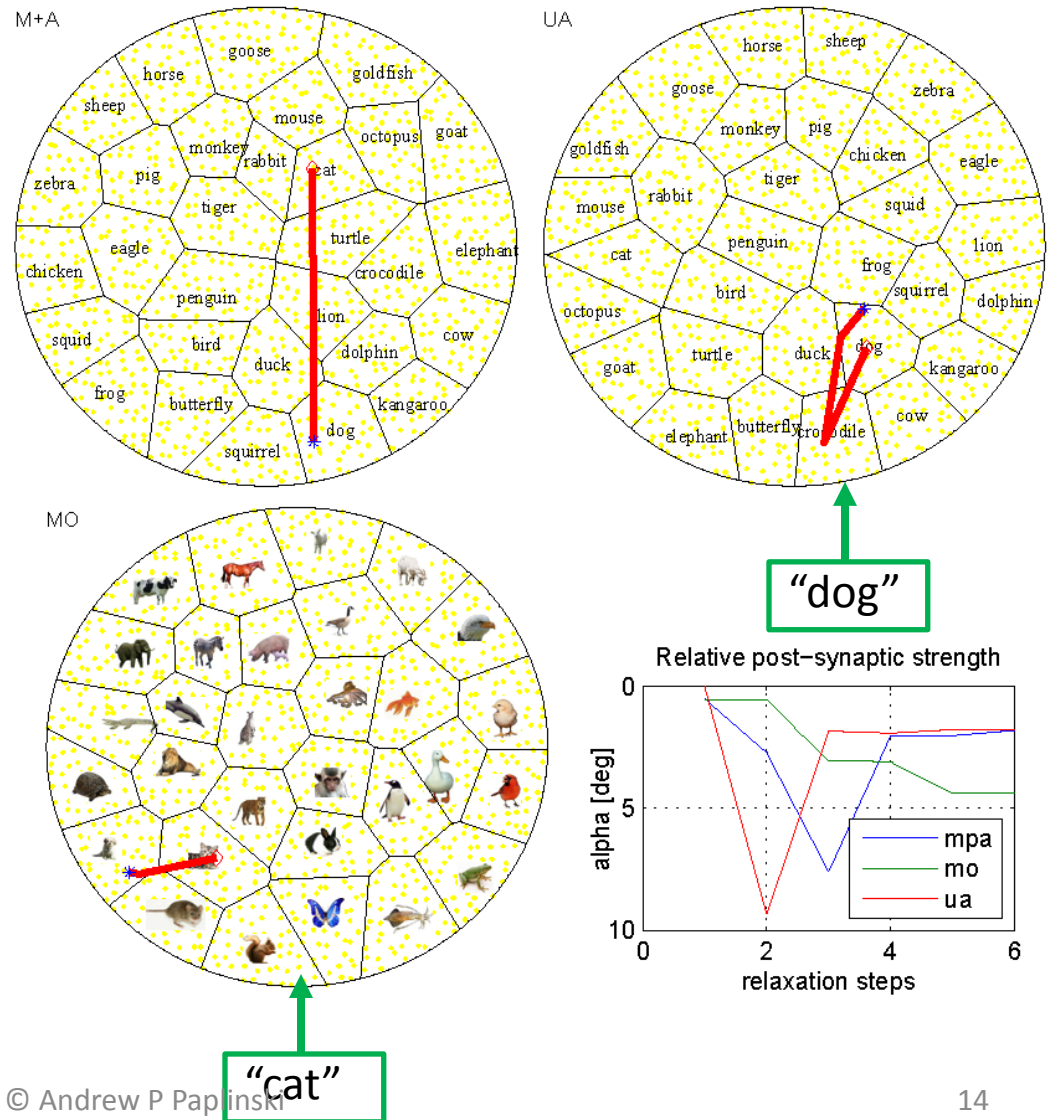 M+A
goose
horse
goldfish
sheep
mouse
octopus
goat
monkey
rabbit
cat
zebra
pig
tiger
turtle
elephant
eagle
crocodile
chicken
penguin
lion
squid
bird
dolphin
cow
duck
frog
butterfly
kangaroo
dog
squirrel
UA
sheep
horse
goose
zebra
pig
monkey
goldfish
chicken
eagle
tiger
rabbit
mouse
squid
penguin
lion
cat
frog
bird
squirrel
dolphin
octopus
dog
duck
turtle
goat
kangaroo
cow
butterfly
crocodile
elephant
"dog"
MO
"cat"
Relative post-synaptic strength
alpha [deg]
0
5
10
mpa
mo
ua
0 2 4 6
relaxation steps
© Andrew P Paplinski
14